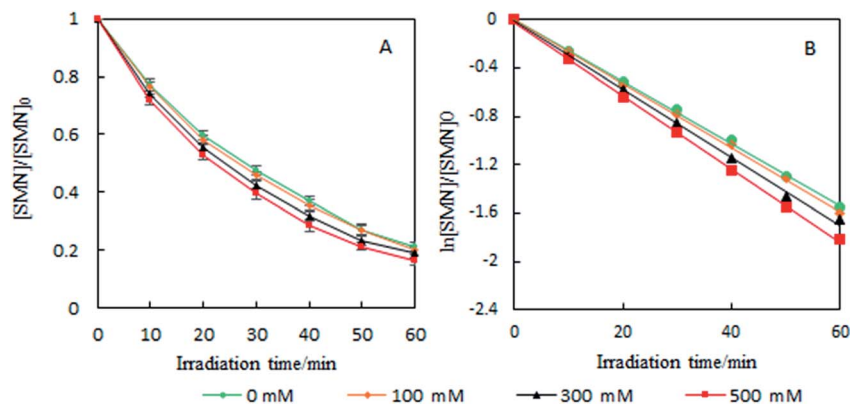 A
[SMN]/[SMN]0
1
0.8
0.6
0.4
0.2
0
0 10 20 30 40 50 60
Irradiation time/min
B
ln[SMN]/[SMN]0
0
-0.4
-0.8
-1.2
-1.6
-2
-2.4
0 20 40 60
Irradiation time/min
0 mM 100 mM 300 mM 500 mM